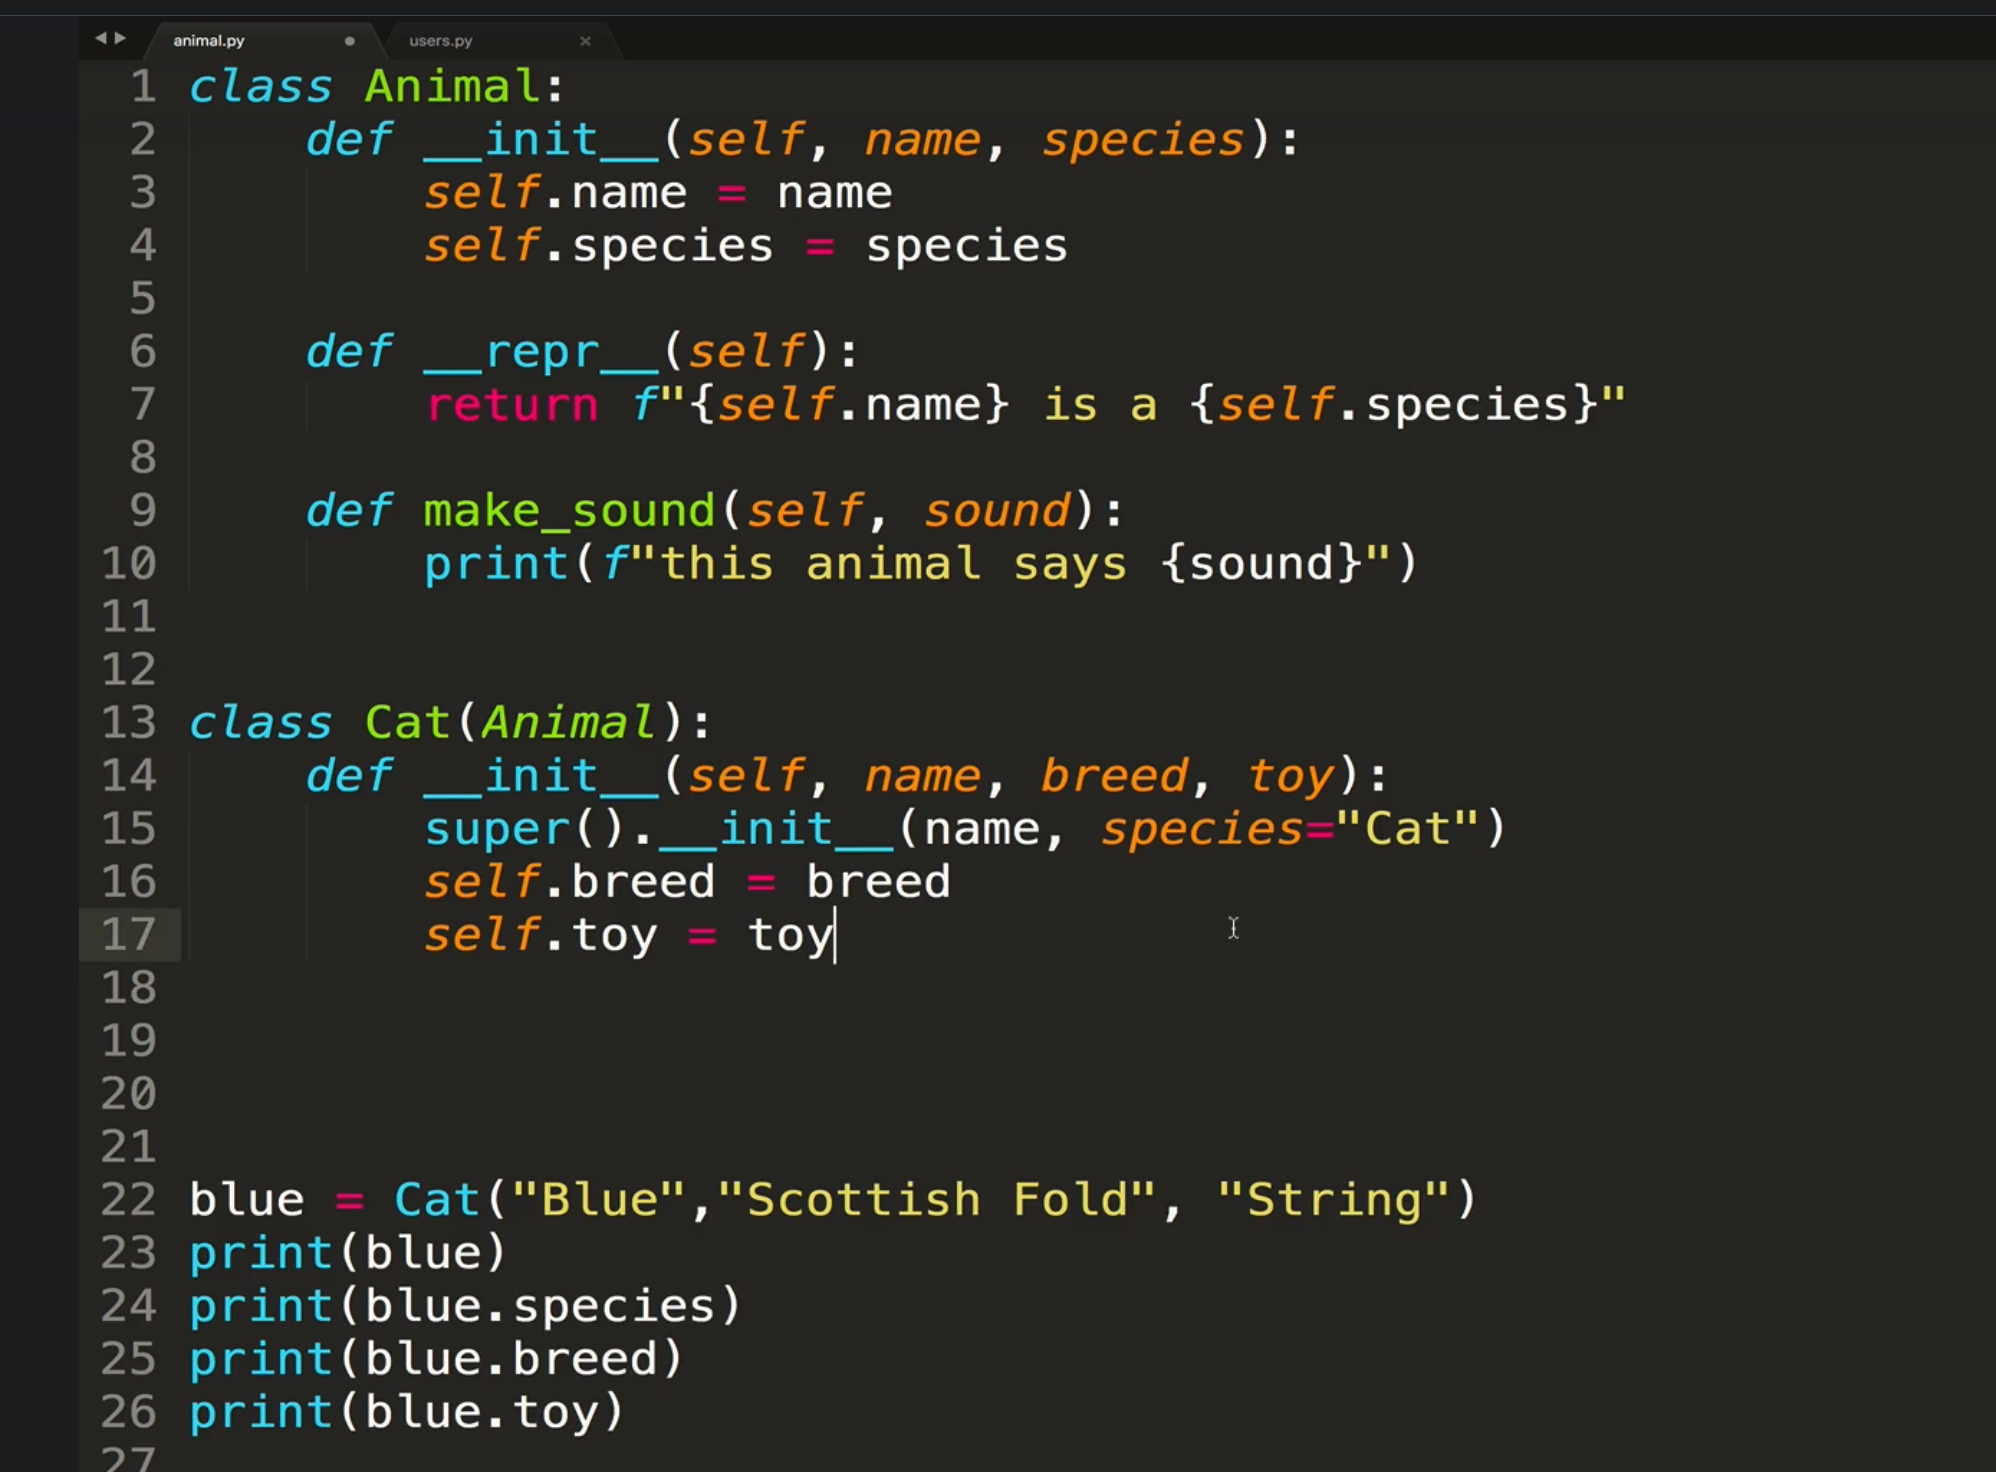 animal.py users.py
1 class Animal:
2     def __init__(self, name, species):
3         self.name = name
4         self.species = species
5
6     def __repr__(self):
7         return f"{self.name} is a {self.species}"
8
9     def make_sound(self, sound):
10         print(f"this animal says {sound}")
11
12
13 class Cat(Animal):
14     def __init__(self, name, breed, toy):
15         super().__init__(name, species="Cat")
16         self.breed = breed
17         self.toy = toy
18
19
20
21
22 blue = Cat("Blue","Scottish Fold", "String")
23 print(blue)
24 print(blue.species)
25 print(blue.breed)
26 print(blue.toy)
27